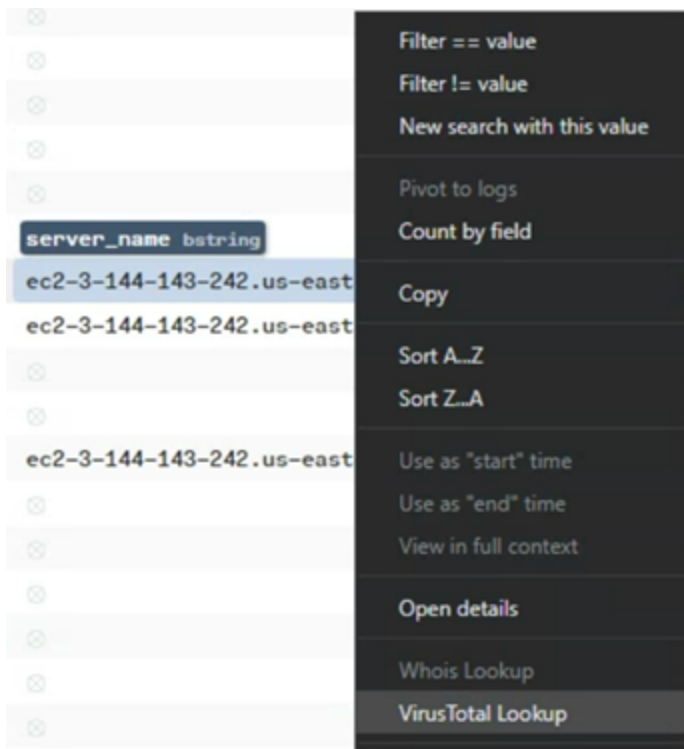 server_name bstring
ec2-3-144-143-242.us-east
ec2-3-144-143-242.us-east
ec2-3-144-143-242.us-east
Filter == value
Filter != value
New search with this value
Pivot to logs
Count by field
Copy
Sort A...Z
Sort Z...A
Use as "start" time
Use as "end" time
View in full context
Open details
Whois Lookup
VirusTotal Lookup